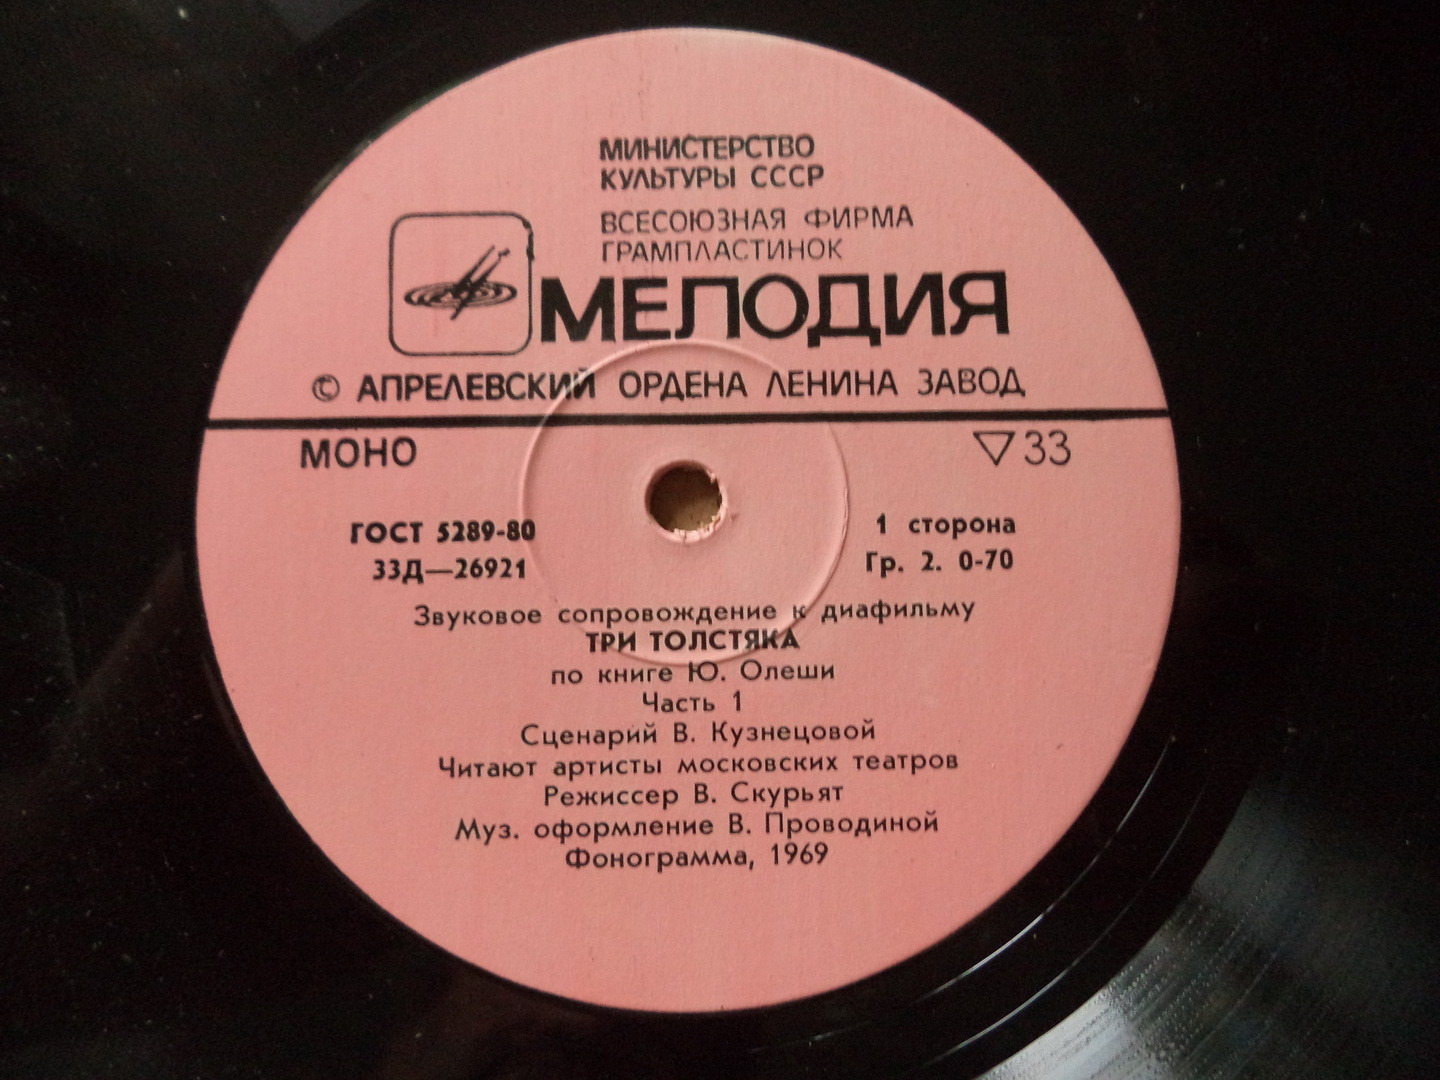 МИНИСТЕРСТВО
КУЛЬТУРЫ СССР
ВСЕСОЮЗНАЯ ФИРМА
ГРАМПЛАСТИНОК
МЕЛОДИЯ
© АПРЕЛЕВСКИЙ ОРДЕНА ЛЕНИНА ЗАВОД
МОНО ▽33
ГОСТ 5289-80 1 сторона
33Д—26921 Гр. 2. 0-70
Звуковое сопровождение к диафильму
ТРИ ТОЛСТЯКА
по книге Ю. Олеши
Часть 1
Сценарий В. Кузнецовой
Читают артисты московских театров
Режиссер В. Скурьят
Муз. оформление В. Проводиной
Фонограмма, 1969